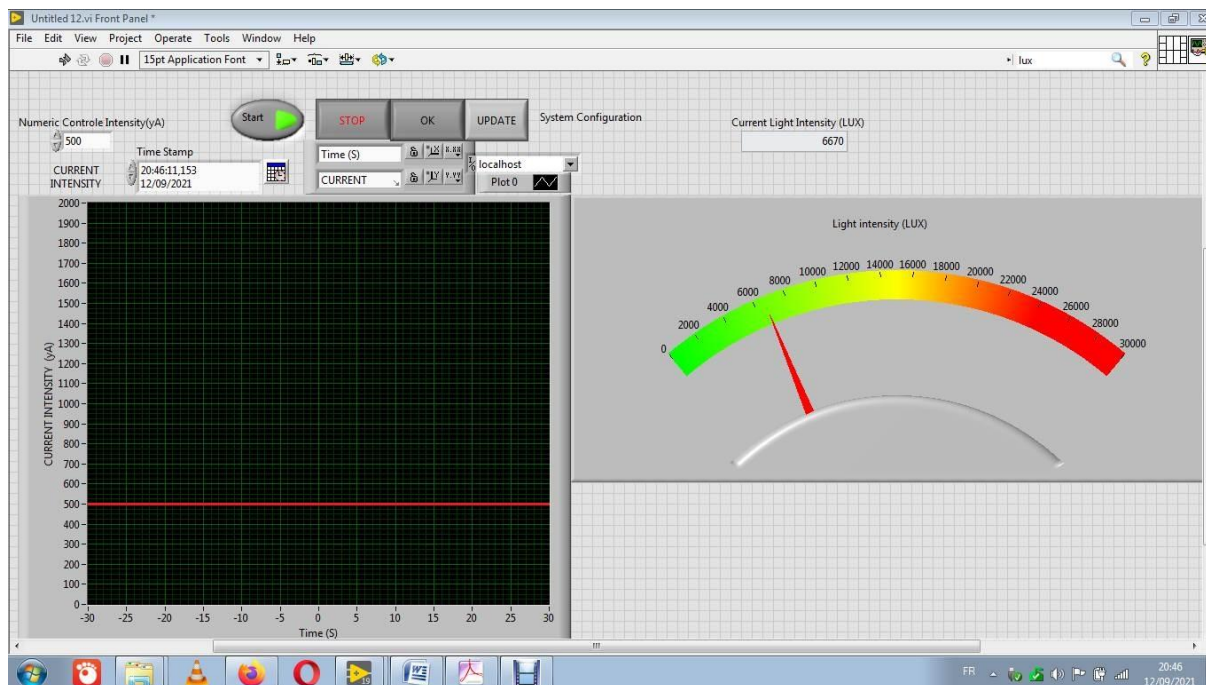 Untitled 12.vi Front Panel *
File Edit View Project Operate Tools Window Help
15pt Application Font
lux
Numeric Controle Intensity(yA)
500
CURRENT
INTENSITY
Time Stamp
20:46:11,153
12/09/2021
Start
STOP
OK
UPDATE
System Configuration
Time (S)
CURRENT
localhost
Plot 0
Current Light Intensity (LUX)
6670
CURRENT INTENSITY (yA)
2000
1900
1800
1700
1600
1500
1400
1300
1200
1100
1000
900
800
700
600
500
400
300
200
100
0
-30 -25 -20 -15 -10 -5 0 5 10 15 20 25 30
Time (S)
Light intensity (LUX)
0 2000 4000 6000 8000 10000 12000 14000 16000 18000 20000 22000 24000 26000 28000 30000
19
FR
20:46
12/09/2021